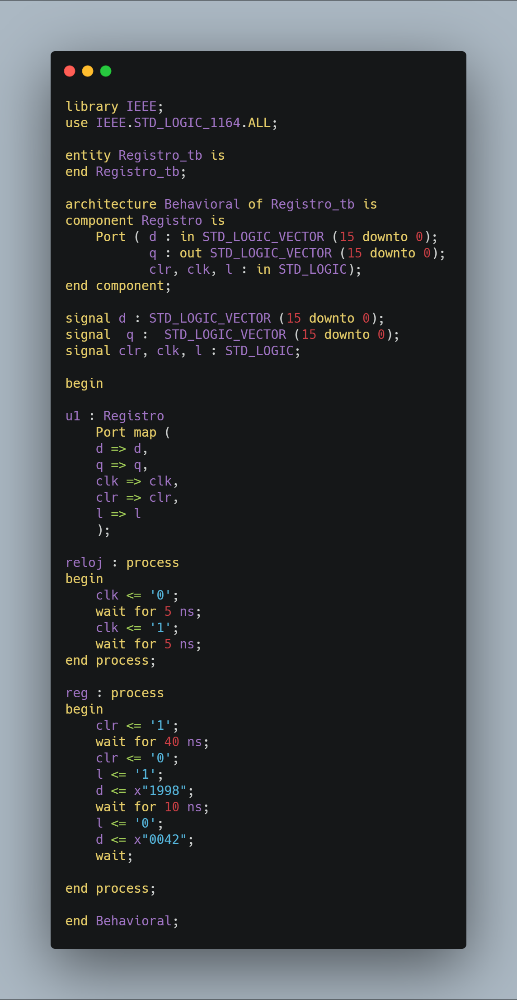 library IEEE;
use IEEE.STD_LOGIC_1164.ALL;

entity Registro_tb is
end Registro_tb;

architecture Behavioral of Registro_tb is
component Registro is
    Port ( d : in STD_LOGIC_VECTOR (15 downto 0);
           q : out STD_LOGIC_VECTOR (15 downto 0);
           clr, clk, l : in STD_LOGIC);
end component;

signal d : STD_LOGIC_VECTOR (15 downto 0);
signal  q :  STD_LOGIC_VECTOR (15 downto 0);
signal clr, clk, l : STD_LOGIC;

begin

u1 : Registro
    Port map (
    d => d,
    q => q,
    clk => clk,
    clr => clr,
    l => l
    );

reloj : process
begin
    clk <= '0';
    wait for 5 ns;
    clk <= '1';
    wait for 5 ns;
end process;

reg : process
begin
    clr <= '1';
    wait for 40 ns;
    clr <= '0';
    l <= '1';
    d <= x"1998";
    wait for 10 ns;
    l <= '0';
    d <= x"0042";
    wait;

end process;

end Behavioral;